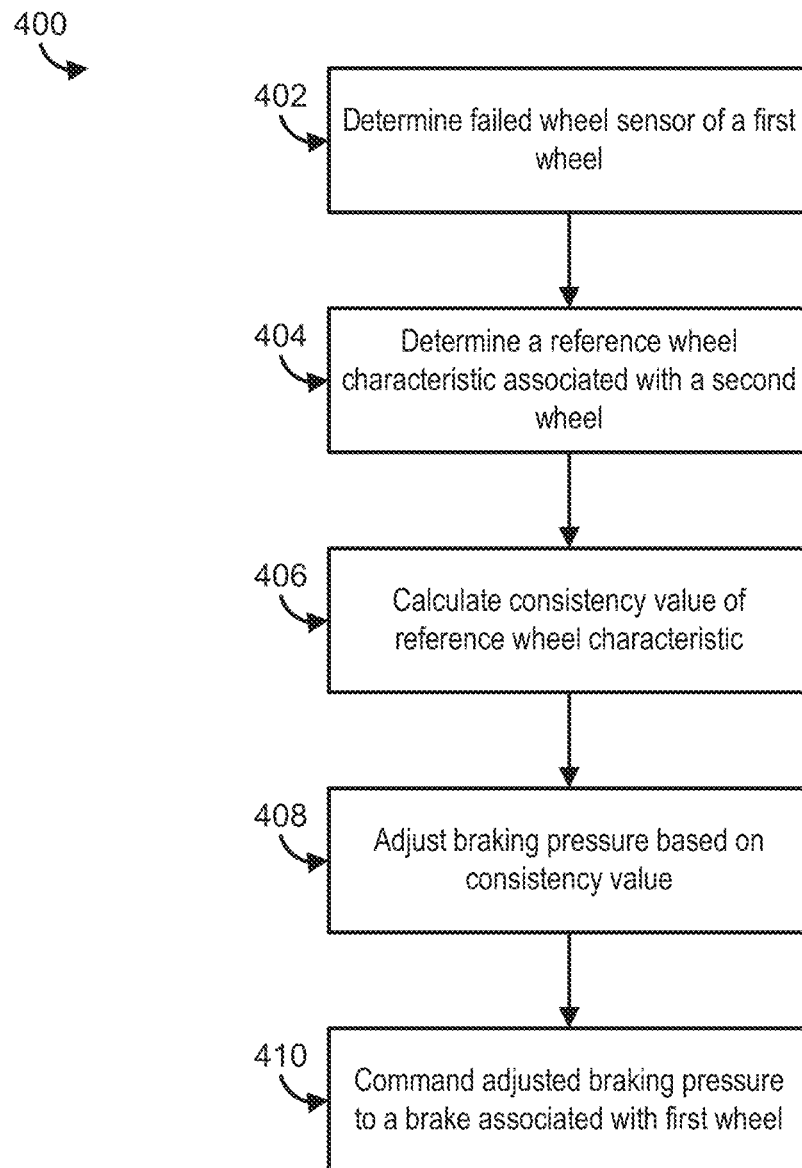 400
402
Determine failed wheel sensor of a first
wheel
404
Determine a reference wheel
characteristic associated with a second
wheel
406
Calculate consistency value of
reference wheel characteristic
408
Adjust braking pressure based on
consistency value
410
Command adjusted braking pressure
to a brake associated with first wheel